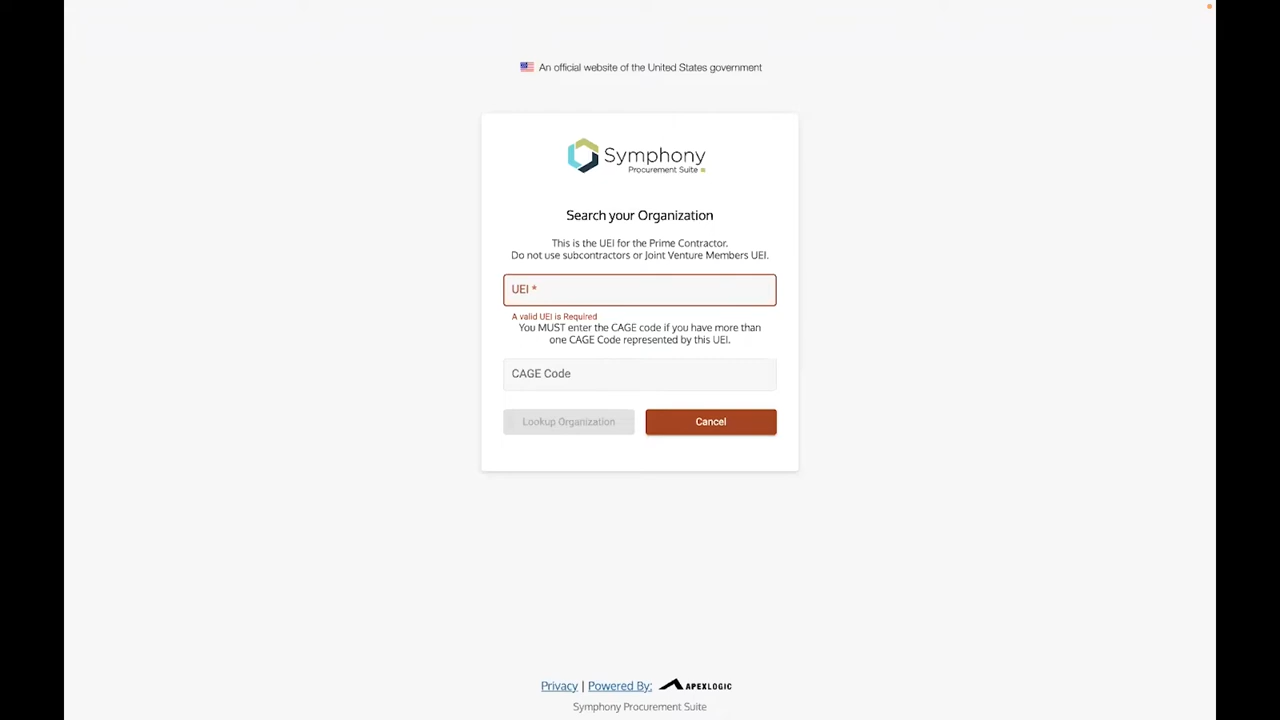 An official website of the United States government
Symphony
Procurement Suite
Search your Organization
This is the UEI for the Prime Contractor.
Do not use subcontractors or Joint Venture Members UEI.
UEI *
A valid UEI is Required
You MUST enter the CAGE code if you have more than
one CAGE Code represented by this UEI.
CAGE Code
Lookup Organization Cancel
Privacy | Powered By: APEXLOGIC
Symphony Procurement Suite